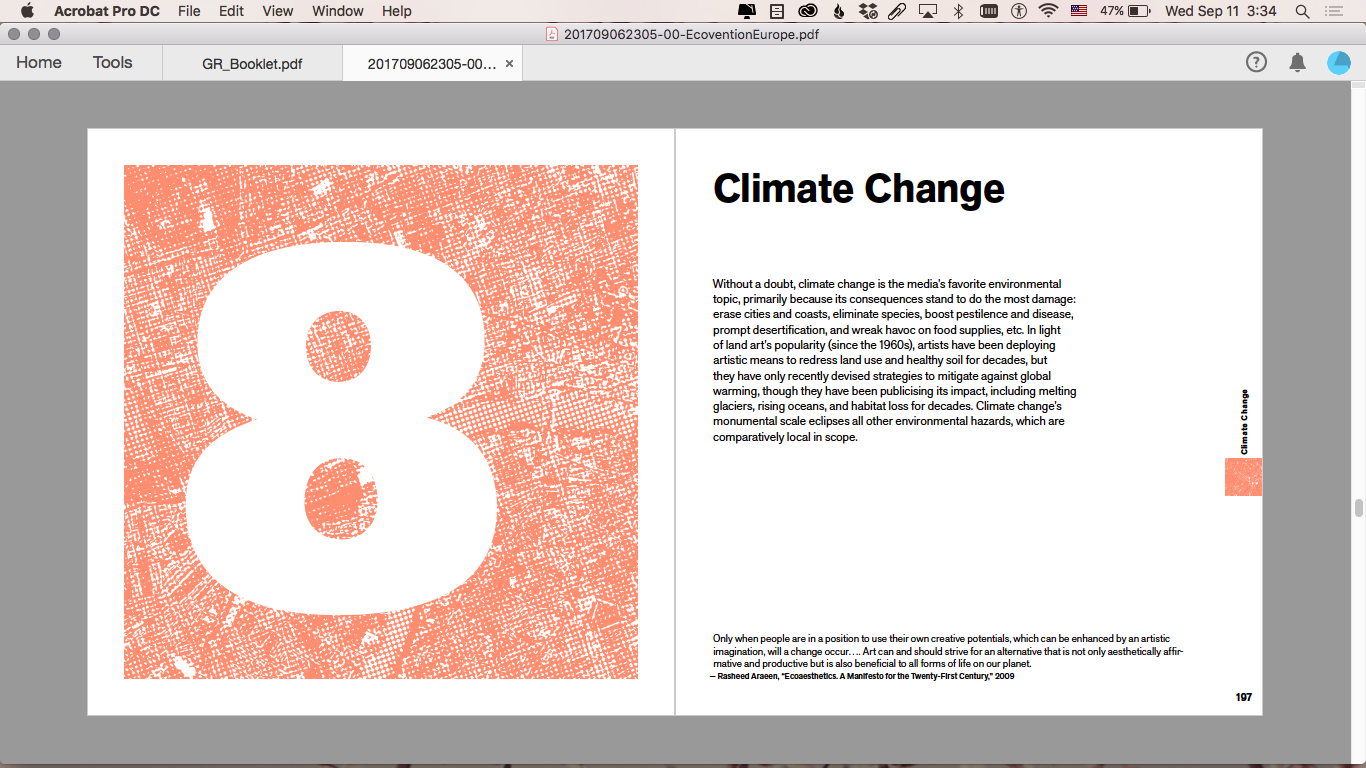 Acrobat Pro DC File Edit View Window Help 47% Wed Sep 11 3:34
201709062305-00-EcoventionEurope.pdf
Home Tools GR_Booklet.pdf 201709062305-00... ×
8
Climate Change
Without a doubt, climate change is the media's favorite environmental
topic, primarily because its consequences stand to do the most damage:
erase cities and coasts, eliminate species, boost pestilence and disease,
prompt desertification, and wreak havoc on food supplies, etc. In light
of land art's popularity (since the 1960s), artists have been deploying
artistic means to redress land use and healthy soil for decades, but
they have only recently devised strategies to mitigate against global
warming, though they have been publicising its impact, including melting
glaciers, rising oceans, and habitat loss for decades. Climate change's
monumental scale eclipses all other environmental hazards, which are
comparatively local in scope.
Climate Change
Only when people are in a position to use their own creative potentials, which can be enhanced by an artistic
imagination, will a change occur.... Art can and should strive for an alternative that is not only aesthetically affir-
mative and productive but is also beneficial to all forms of life on our planet.
— Rasheed Araeen, "Ecoaesthetics. A Manifesto for the Twenty-First Century," 2009
197